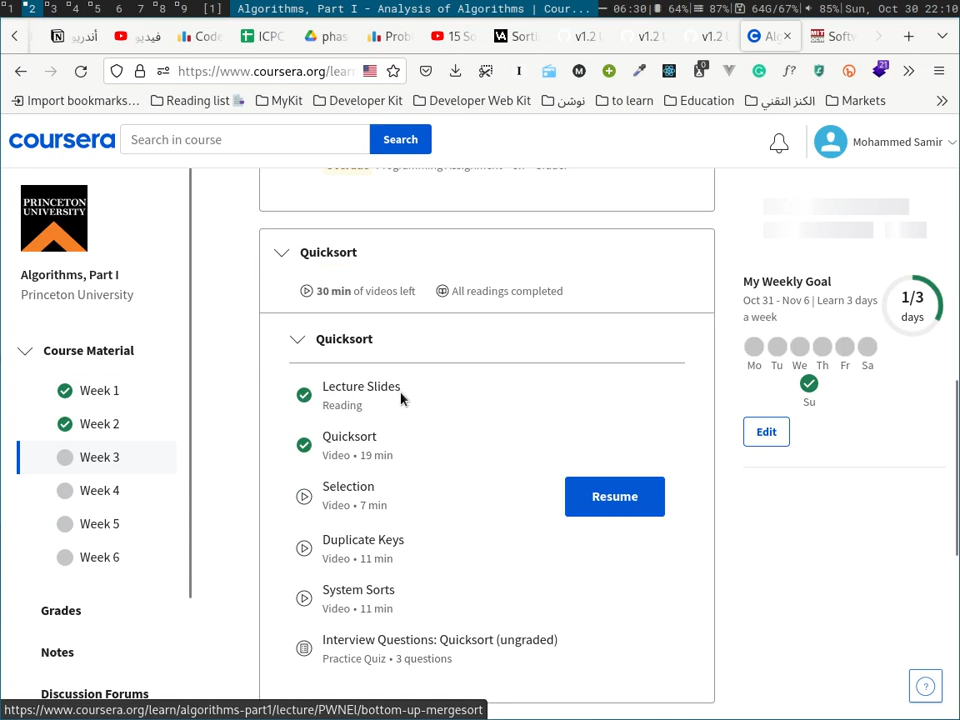 1 2 3 4 5 6 7 8 9 [1] Algorithms, Part I - Analysis of Algorithms | Cour... 06:30 64% 87% 64G/67% 85% Sun, Oct 30 22:10
أندريو فيديو Code ICPC phas Prob 15 So Sorti v1.2 v1.2 v1.2 Alg Softv
https://www.coursera.org/learn 21
Import bookmarks... Reading list MyKit Developer Kit Developer Web Kit نوشن to learn Education الكنز التقني Markets
coursera Search in course Search Mohammed Samir
PRINCETON
UNIVERSITY
Algorithms, Part I
Princeton University
Course Material
Week 1
Week 2
Week 3
Week 4
Week 5
Week 6
Grades
Notes
Discussion Forums
Quicksort
30 min of videos left All readings completed
Quicksort
Lecture Slides
Reading
Quicksort
Video • 19 min
Selection
Video • 7 min
Resume
Duplicate Keys
Video • 11 min
System Sorts
Video • 11 min
Interview Questions: Quicksort (ungraded)
Practice Quiz • 3 questions
My Weekly Goal
Oct 31 - Nov 6 | Learn 3 days
a week
1/3
days
Mo Tu We Th Fr Sa
Su
Edit
https://www.coursera.org/learn/algorithms-part1/lecture/PWNEI/bottom-up-mergesort